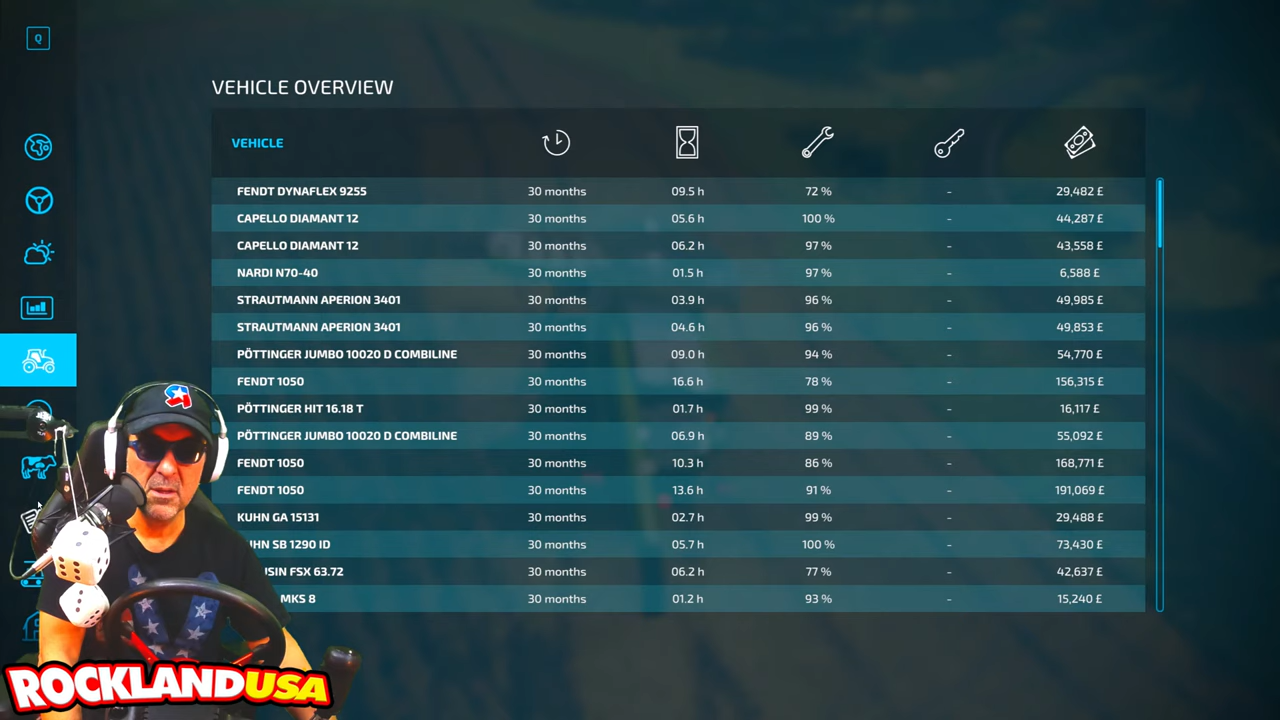 Q
VEHICLE OVERVIEW
VEHICLE
FENDT DYNAFLEX 9255 30 months 09.5 h 72 % - 29,482 £
CAPELLO DIAMANT 12 30 months 05.6 h 100 % - 44,287 £
CAPELLO DIAMANT 12 30 months 06.2 h 97 % - 43,558 £
NARDI N70-40 30 months 01.5 h 97 % - 6,588 £
STRAUTMANN APERION 3401 30 months 03.9 h 96 % - 49,985 £
STRAUTMANN APERION 3401 30 months 04.6 h 96 % - 49,853 £
PÖTTINGER JUMBO 10020 D COMBILINE 30 months 09.0 h 94 % - 54,770 £
FENDT 1050 30 months 16.6 h 78 % - 156,315 £
PÖTTINGER HIT 16.18 T 30 months 01.7 h 99 % - 16,117 £
PÖTTINGER JUMBO 10020 D COMBILINE 30 months 06.9 h 89 % - 55,092 £
FENDT 1050 30 months 10.3 h 86 % - 168,771 £
FENDT 1050 30 months 13.6 h 91 % - 191,069 £
KUHN GA 15131 30 months 02.7 h 99 % - 29,488 £
HN SB 1290 ID 30 months 05.7 h 100 % - 73,430 £
SIN FSX 63.72 30 months 06.2 h 77 % - 42,637 £
MKS 8 30 months 01.2 h 93 % - 15,240 £
ROCKLANDUSA